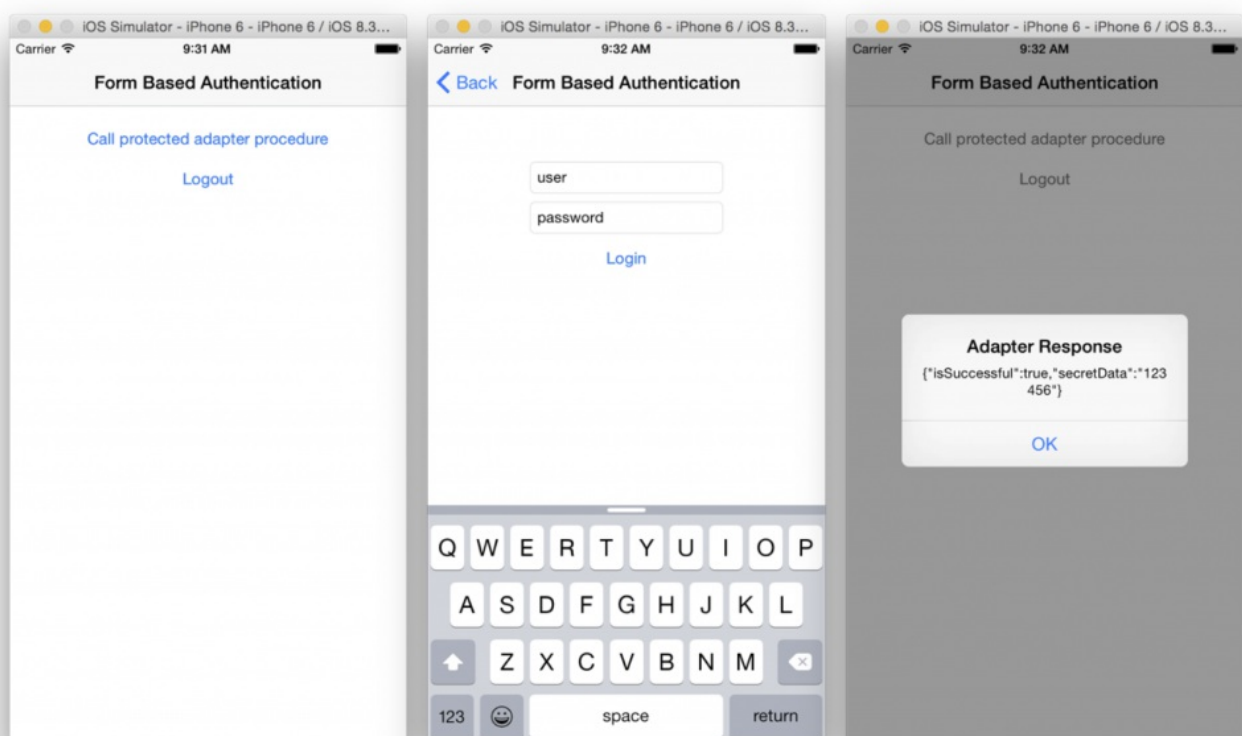 iOS Simulator - iPhone 6 - iPhone 6 / iOS 8.3...
Carrier
9:31 AM
Form Based Authentication
Call protected adapter procedure
Logout
iOS Simulator - iPhone 6 - iPhone 6 / iOS 8.3...
Carrier
9:32 AM
Back
Form Based Authentication
user
password
Login
Q W E R T Y U I O P
A S D F G H J K L
Z X C V B N M
123
space
return
iOS Simulator - iPhone 6 - iPhone 6 / iOS 8.3...
Carrier
9:32 AM
Form Based Authentication
Call protected adapter procedure
Logout
Adapter Response
{"isSuccessful":true,"secretData":"123
456"}
OK